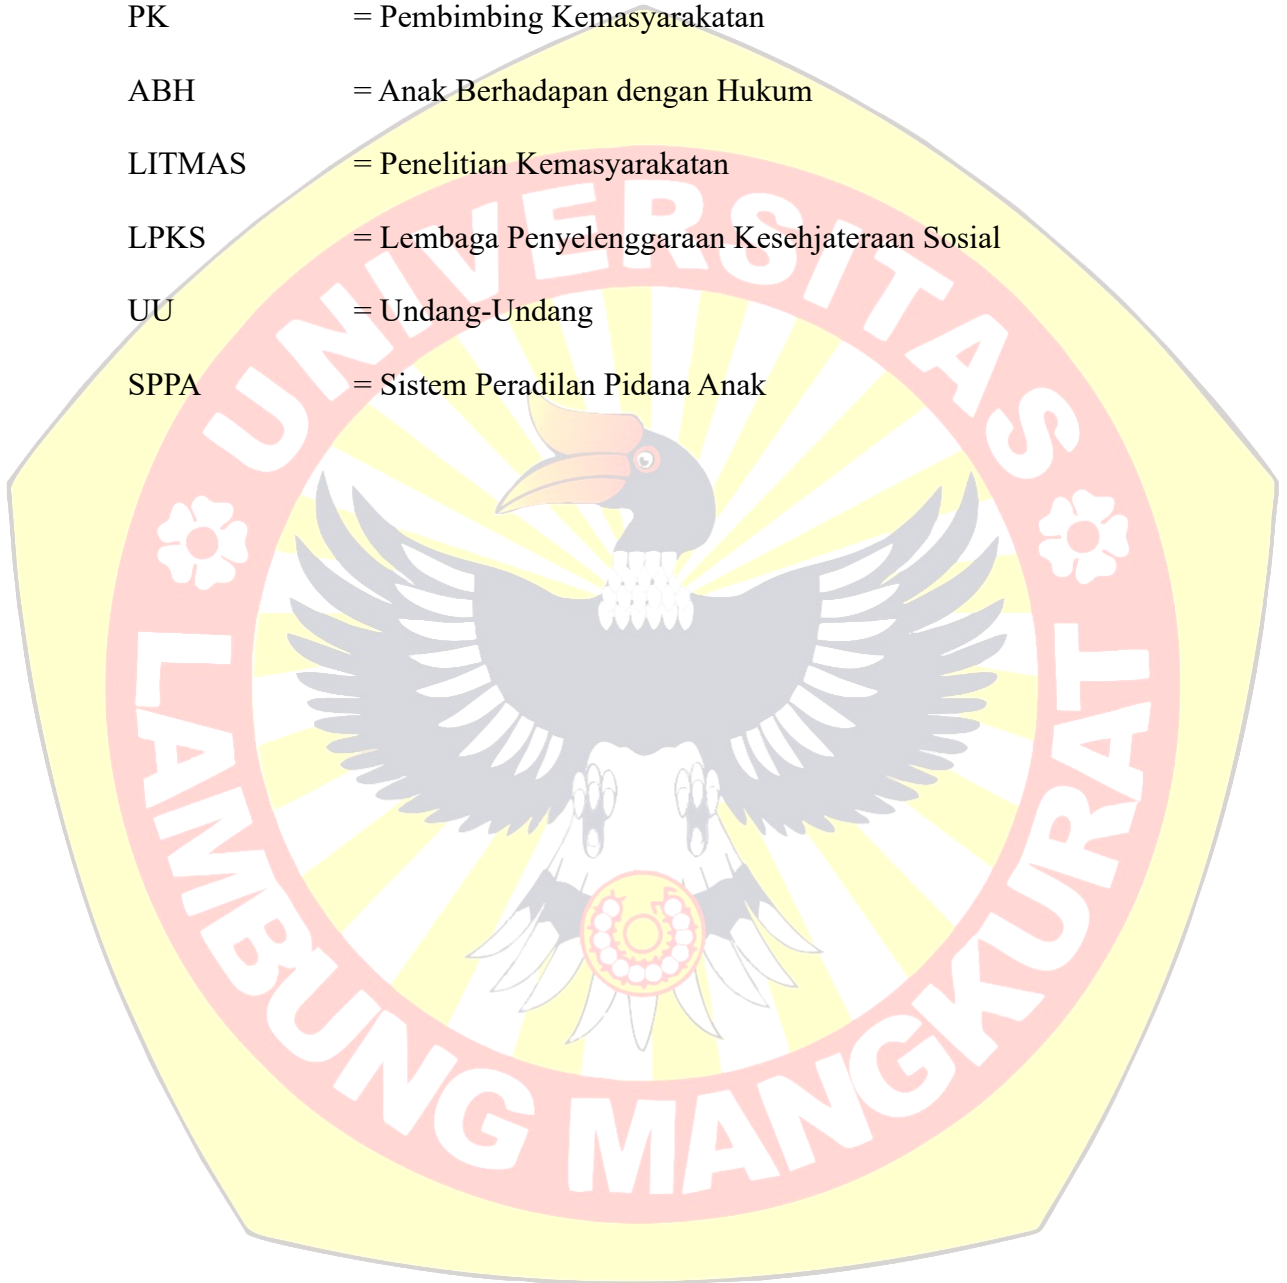 PK = Pembimbing Kemasyarakatan
ABH = Anak Berhadapan dengan Hukum
LITMAS = Penelitian Kemasyarakatan
LPKS = Lembaga Penyelenggaraan Kesehjateraan Sosial
UU = Undang-Undang
SPPA = Sistem Peradilan Pidana Anak
UNIVERSITAS
LAMBUNG MANGKURAT